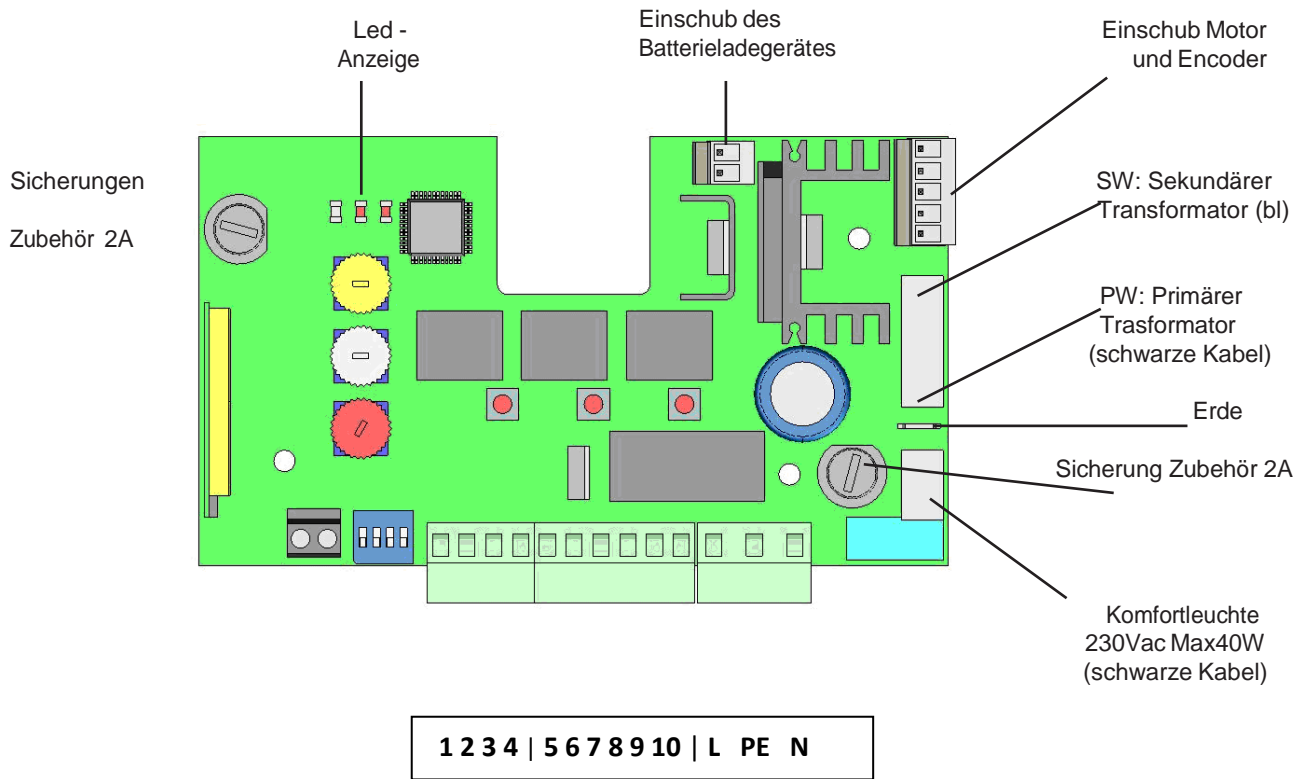 Led -
Anzeige
Einschub des
Batterieladegerätes
Einschub Motor
und Encoder
Sicherungen
Zubehör 2A
SW: Sekundärer
Transformator (bl)
PW: Primärer
Trasformator
(schwarze Kabel)
Erde
Sicherung Zubehör 2A
Komfortleuchte
230Vac Max40W
(schwarze Kabel)
1 2 3 4 | 5 6 7 8 9 10 | L PE N